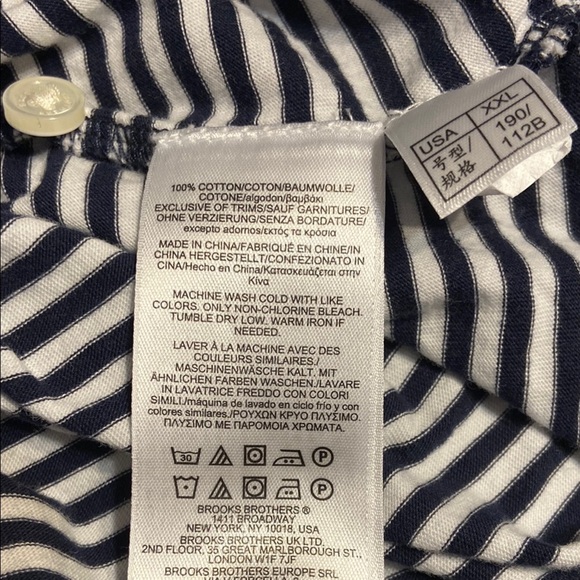 100% COTTON/COTON/BAUMWOLLE/
COTONE/algodon/βαμβάκι
EXCLUSIVE OF TRIMS/SAUF GARNITURES/
OHNE VERZIERUNG/SENZA BORDATURE/
excepto adornos/εκτός τα κρόσια
MADE IN CHINA/FABRIQUÉ EN CHINE/IN
CHINA HERGESTELLT/CONFEZIONATO IN
CINA/Hecho en China/Κατασκευάζεται στην
Κίνα
MACHINE WASH COLD WITH LIKE
COLORS. ONLY NON-CHLORINE BLEACH.
TUMBLE DRY LOW. WARM IRON IF
NEEDED.
LAVER À LA MACHINE AVEC DES
COULEURS SIMILAIRES./
MASCHINENWÄSCHE KALT. MIT
ÄHNLICHEN FARBEN WASCHEN./LAVARE
IN LAVATRICE FREDDO CON COLORI
SIMILI/máquina de lavado en ciclo frío y con
colores similares./ΡΟΥΧΩΝ ΚΡΥΟ ΠΛΥΣΙΜΟ.
ΠΛΥΣΙΜΟ ΜΕ ΠΑΡΟΜΟΙΑ ΧΡΩΜΑΤΑ.
30 P
P
BROOKS BROTHERS ®
1411 BROADWAY
NEW YORK, NY 10018, USA
BROOKS BROTHERS UK LTD.
2ND FLOOR, 35 GREAT MARLBOROUGH ST.,
LONDON W1F 7JF
BROOKS BROTHERS EUROPE SRL
USA XXL
号型/规格 190/112B